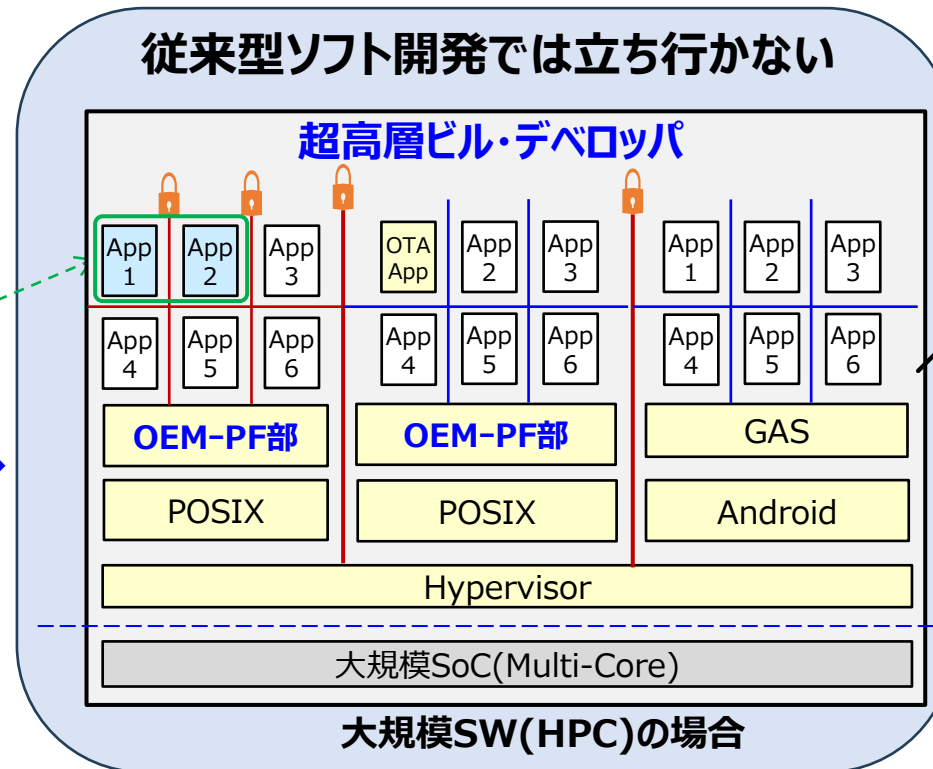 従来型ソフト開発では立ち行かない
超高層ビル・デベロッパ
App 1
App 2
App 3
OTA App
App 2
App 3
App 1
App 2
App 3
App 4
App 5
App 6
App 4
App 5
App 6
App 4
App 5
App 6
OEM-PF部
OEM-PF部
GAS
POSIX
POSIX
Android
Hypervisor
大規模SoC(Multi-Core)
大規模SW(HPC)の場合